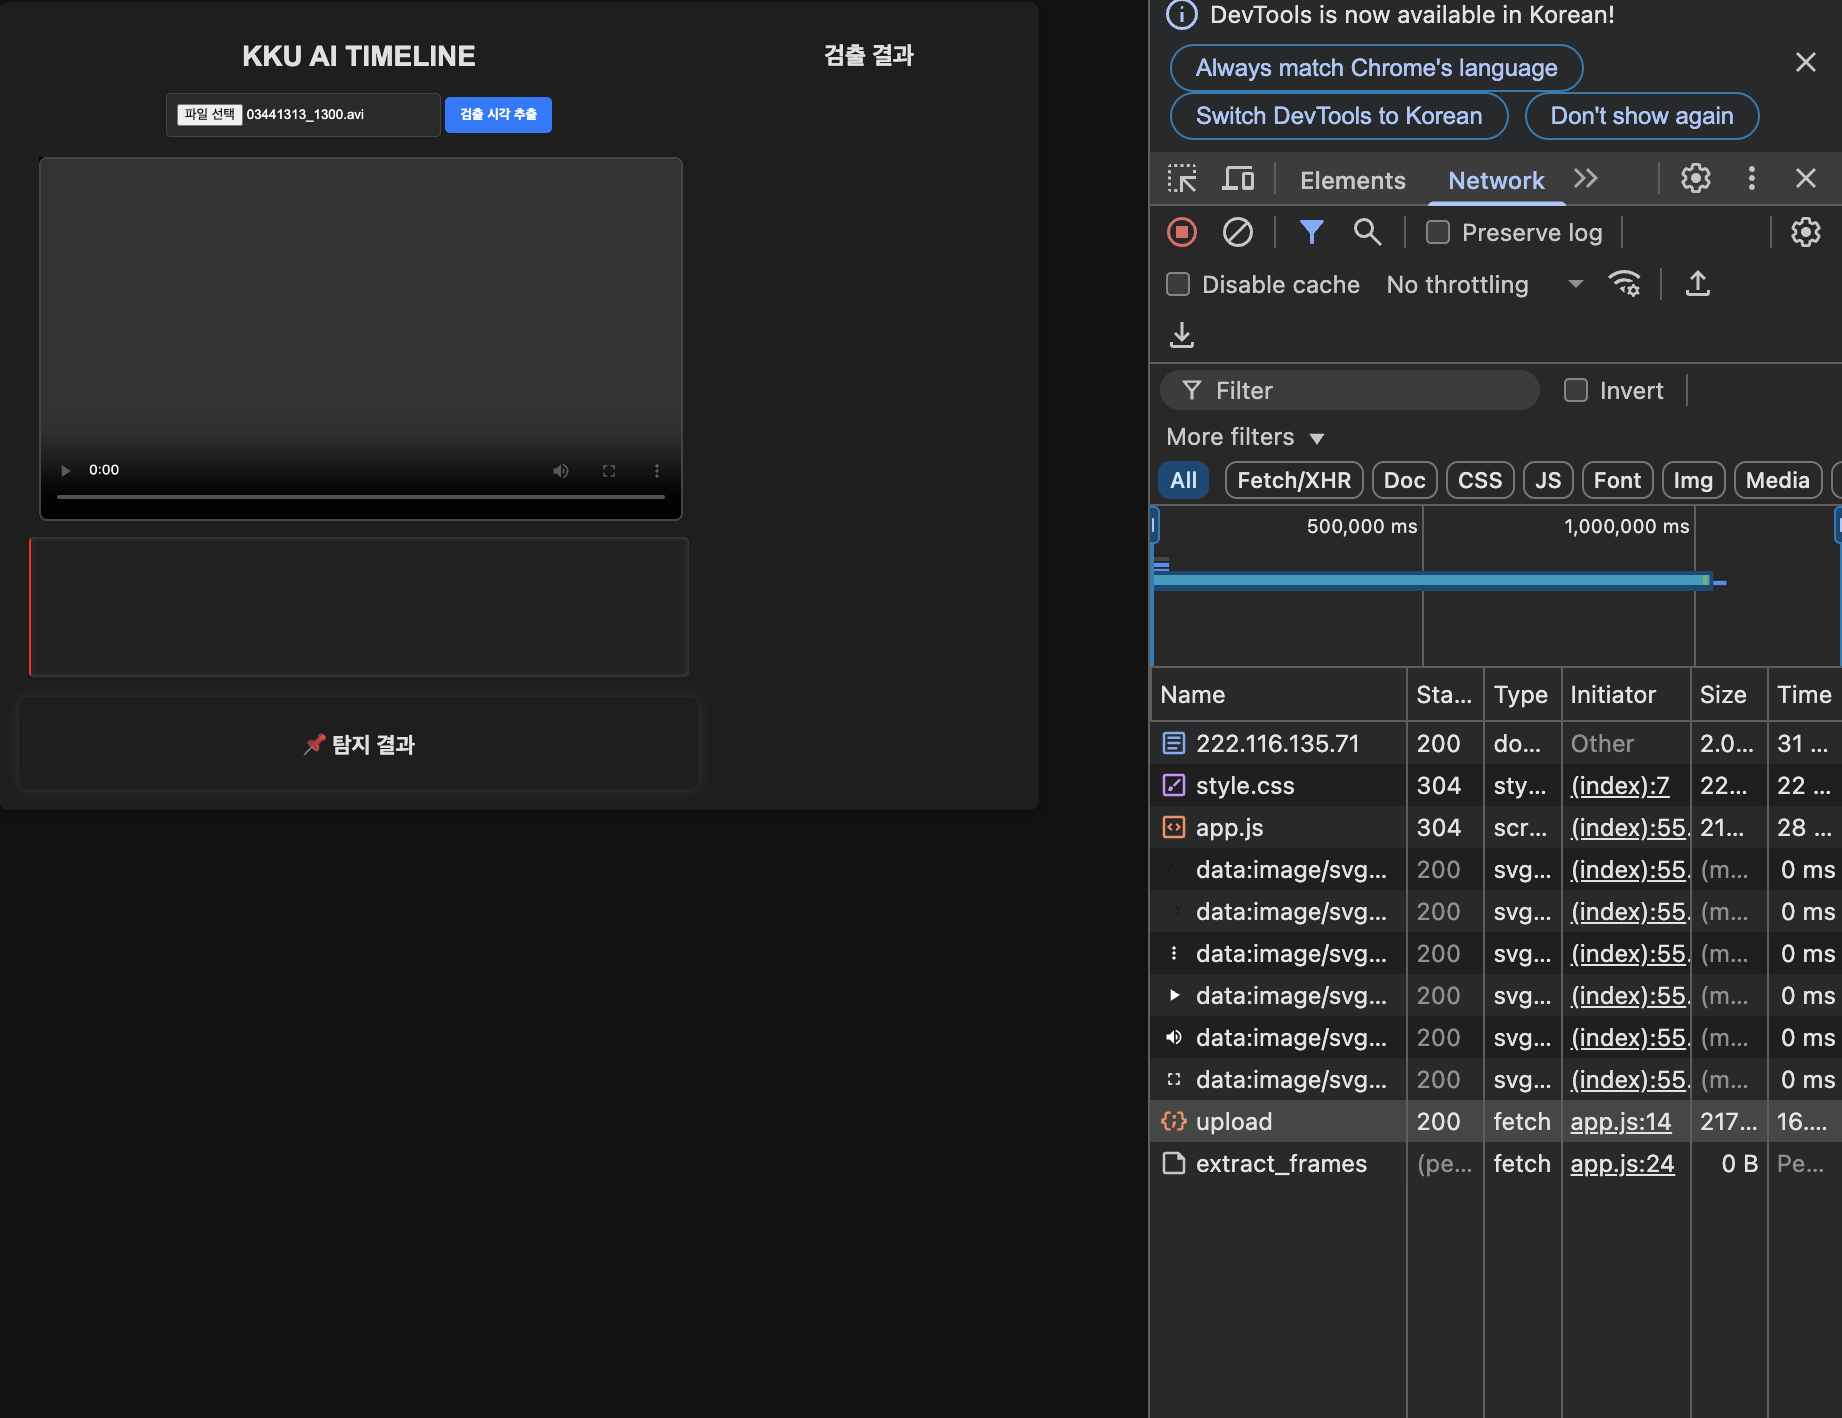 KKU AI TIMELINE
검출 결과
파일 선택 03441313_1300.avi
검출 시각 추출
0:00
📌 탐지 결과
DevTools is now available in Korean!
Always match Chrome's language
Switch DevTools to Korean
Don't show again
Elements
Network
Preserve log
Disable cache
No throttling
Filter
Invert
More filters
All Fetch/XHR Doc CSS JS Font Img Media
500,000 ms
1,000,000 ms
Name Sta... Type Initiator Size Time
222.116.135.71 200 do... Other 2.0... 31 ...
style.css 304 sty... (index):7 22... 22 ...
app.js 304 scr... (index):55. 21... 28 ...
data:image/svg... 200 svg... (index):55. (m... 0 ms
data:image/svg... 200 svg... (index):55. (m... 0 ms
data:image/svg... 200 svg... (index):55. (m... 0 ms
data:image/svg... 200 svg... (index):55. (m... 0 ms
data:image/svg... 200 svg... (index):55. (m... 0 ms
data:image/svg... 200 svg... (index):55. (m... 0 ms
upload 200 fetch app.js:14 217... 16....
extract_frames (pe... fetch app.js:24 0 B Pe...